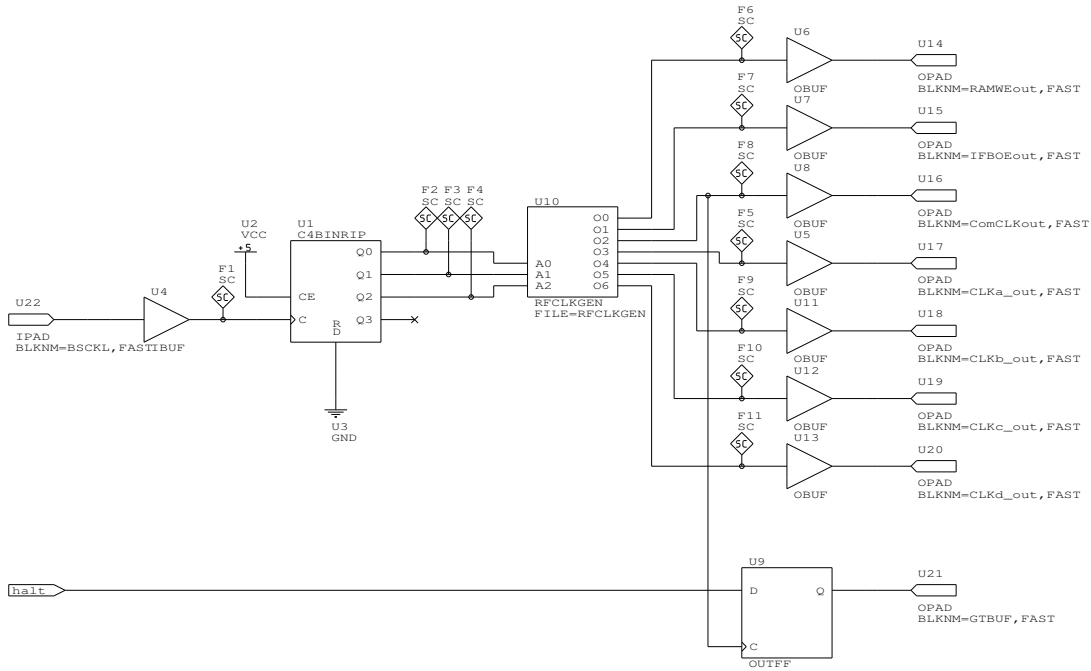 F6
SC
SC
U6
OBUF
U14
OPAD
BLKNM=RAMWEout,FAST
F7
SC
SC
U7
OBUF
U15
OPAD
BLKNM=IFBOEout,FAST
F8
SC
SC
U8
OBUF
U16
OPAD
BLKNM=ComCLKout,FAST
F5
SC
SC
U5
OBUF
U17
OPAD
BLKNM=CLKa_out,FAST
F9
SC
SC
U11
OBUF
U18
OPAD
BLKNM=CLKb_out,FAST
F10
SC
SC
U12
OBUF
U19
OPAD
BLKNM=CLKc_out,FAST
F11
SC
SC
U13
OBUF
U20
OPAD
BLKNM=CLKd_out,FAST
U22
IPAD
BLKNM=BSCKL,FASTIBUF
U4
F1
SC
SC
U2
VCC
+5
U1
C4BINRIP
CE
C
RD
Q0
Q1
Q2
Q3
U3
GND
F2 F3 F4
SC SC SC
SC SC SC
U10
A0
A1
A2
O0
O1
O2
O3
O4
O5
O6
RFCLKGEN
FILE=RFCLKGEN
halt
U9
D Q
C
OUTFF
U21
OPAD
BLKNM=GTBUF,FAST